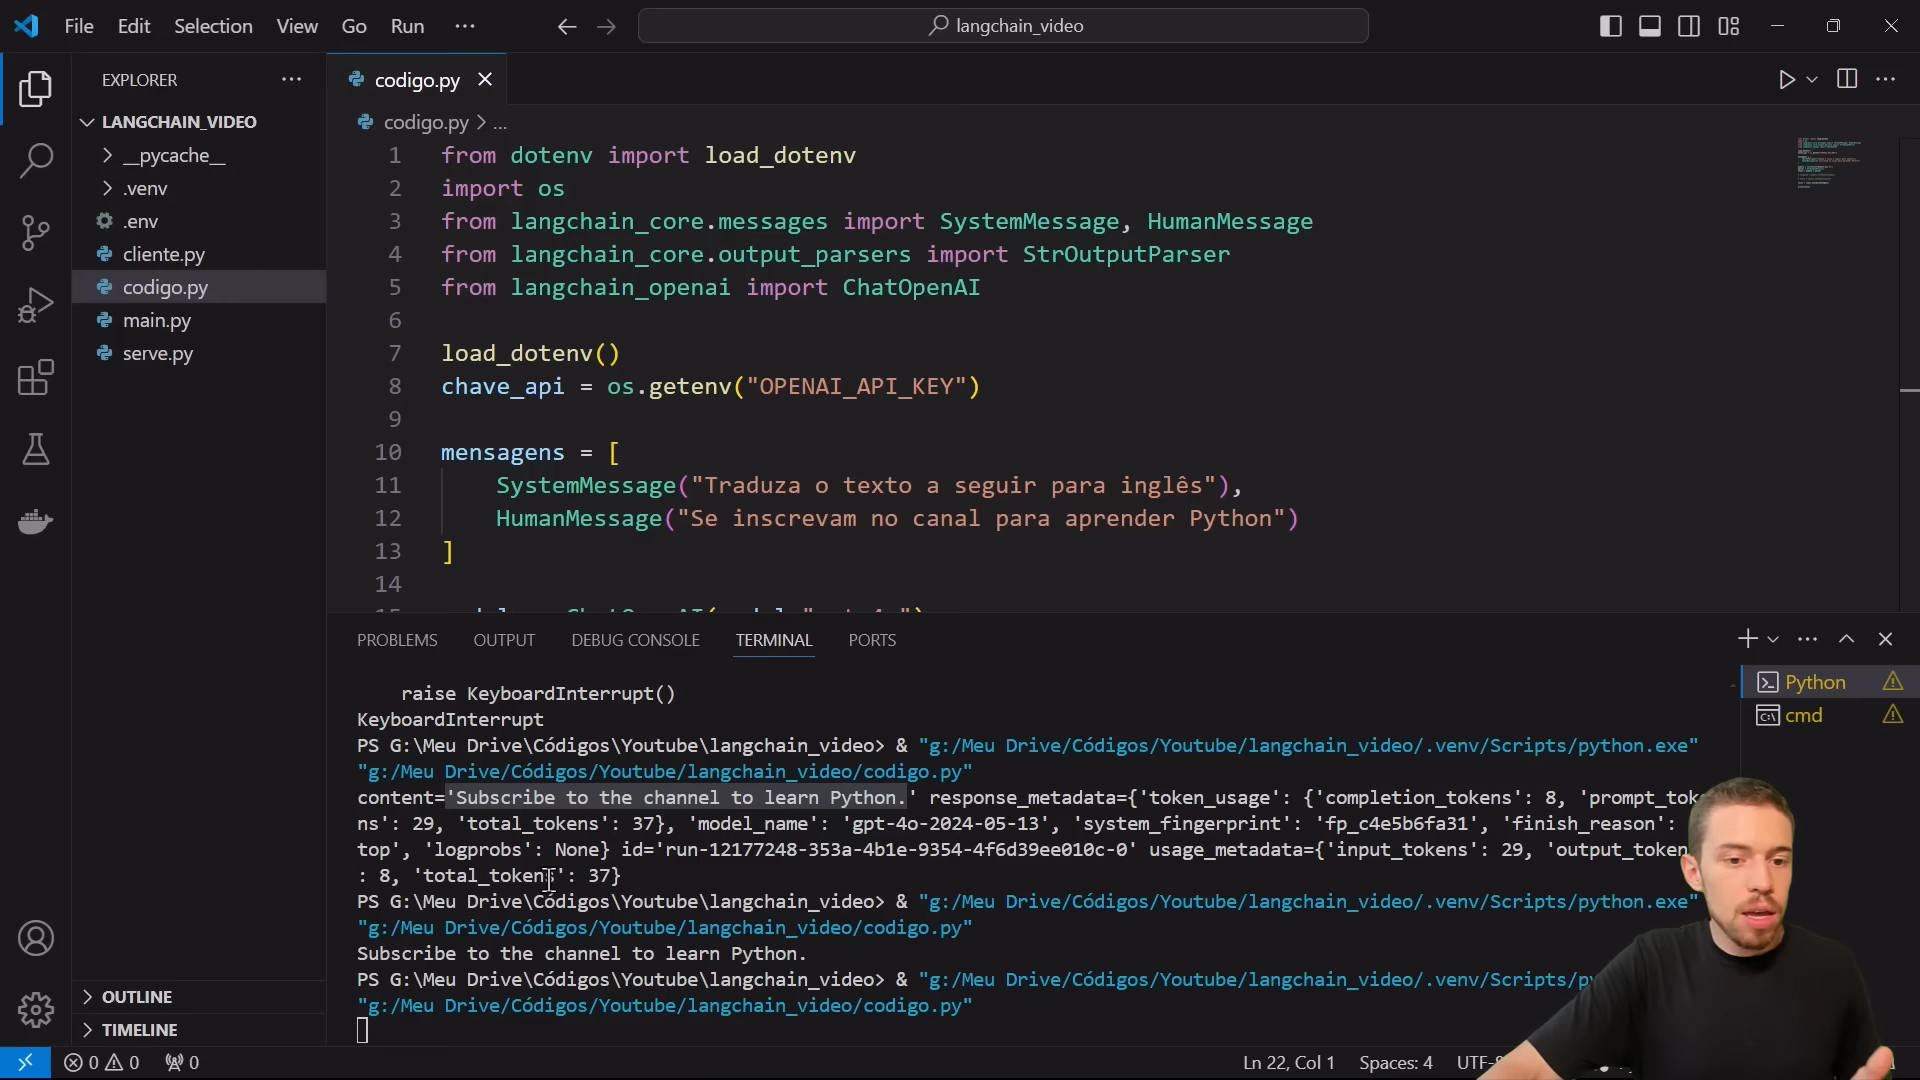 File Edit Selection View Go Run ···
langchain_video
EXPLORER
LANGCHAIN_VIDEO
__pycache__
.venv
.env
cliente.py
codigo.py
main.py
serve.py
OUTLINE
TIMELINE
codigo.py
codigo.py > ...
1 from dotenv import load_dotenv
2 import os
3 from langchain_core.messages import SystemMessage, HumanMessage
4 from langchain_core.output_parsers import StrOutputParser
5 from langchain_openai import ChatOpenAI
6
7 load_dotenv()
8 chave_api = os.getenv("OPENAI_API_KEY")
9
10 mensagens = [
11 SystemMessage("Traduza o texto a seguir para inglês"),
12 HumanMessage("Se inscrevam no canal para aprender Python")
13 ]
14
PROBLEMS OUTPUT DEBUG CONSOLE TERMINAL PORTS
Python
cmd
raise KeyboardInterrupt()
KeyboardInterrupt
PS G:\Meu Drive\Códigos\Youtube\langchain_video> & "g:/Meu Drive/Códigos/Youtube/langchain_video/.venv/Scripts/python.exe"
"g:/Meu Drive/Códigos/Youtube/langchain_video/codigo.py"
content='Subscribe to the channel to learn Python.' response_metadata={'token_usage': {'completion_tokens': 8, 'prompt_tok
ns': 29, 'total_tokens': 37}, 'model_name': 'gpt-4o-2024-05-13', 'system_fingerprint': 'fp_c4e5b6fa31', 'finish_reason':
top', 'logprobs': None} id='run-12177248-353a-4b1e-9354-4f6d39ee010c-0' usage_metadata={'input_tokens': 29, 'output_token
: 8, 'total_tokens': 37}
PS G:\Meu Drive\Códigos\Youtube\langchain_video> & "g:/Meu Drive/Códigos/Youtube/langchain_video/.venv/Scripts/python.exe"
"g:/Meu Drive/Códigos/Youtube/langchain_video/codigo.py"
Subscribe to the channel to learn Python.
PS G:\Meu Drive\Códigos\Youtube\langchain_video> & "g:/Meu Drive/Códigos/Youtube/langchain_video/.venv/Scripts/py
"g:/Meu Drive/Códigos/Youtube/langchain_video/codigo.py"
0 0 0
Ln 22, Col 1 Spaces: 4